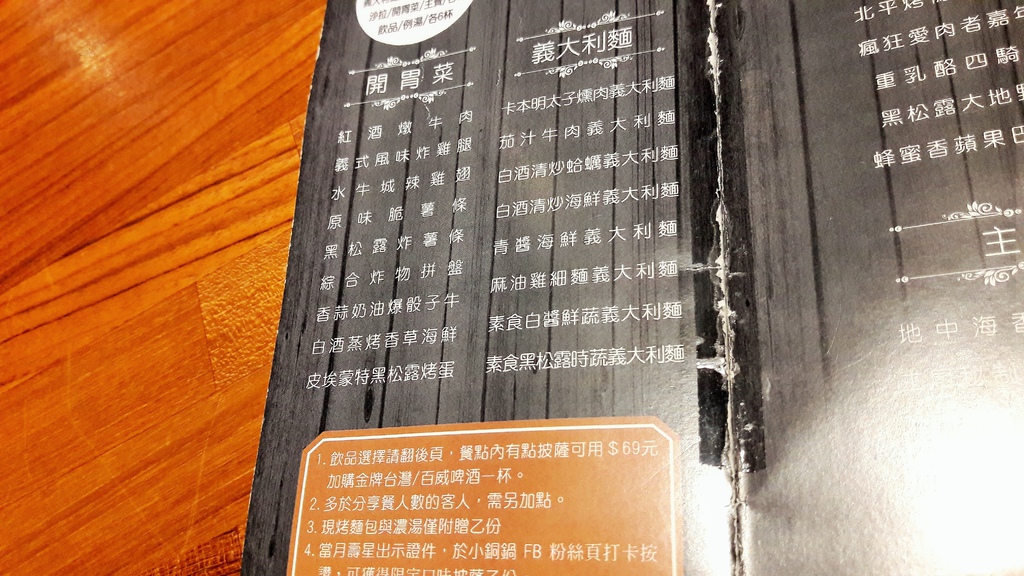 沙拉/開胃菜/主餐/
飲品/例湯/各6杯
開胃菜
紅酒燉牛肉
義式風味炸雞腿
水牛城辣雞翅
原味脆薯條
黑松露炸薯條
綜合炸物拼盤
香蒜奶油爆骰子牛
白酒蒸烤香草海鮮
皮埃蒙特黑松露烤蛋
義大利麵
卡本明太子燻肉義大利麵
茄汁牛肉義大利麵
白酒清炒蛤蠣義大利麵
白酒清炒海鮮義大利麵
青醬海鮮義大利麵
麻油雞細麵義大利麵
素食白醬鮮蔬義大利麵
素食黑松露時蔬義大利麵
1. 飲品選擇請翻後頁，餐點內有點披薩可用＄69元
加購金牌台灣/百威啤酒一杯。
2. 多於分享餐人數的客人，需另加點。
3. 現烤麵包與濃湯僅附贈乙份
4. 當月壽星出示證件，於小銅鍋 FB 粉絲頁打卡按
讚，可獲得限定口味披薩乙份
北平烤
瘋狂愛肉者嘉年
重乳酪四騎
黑松露大地
蜂蜜香蘋果
主
地中海香